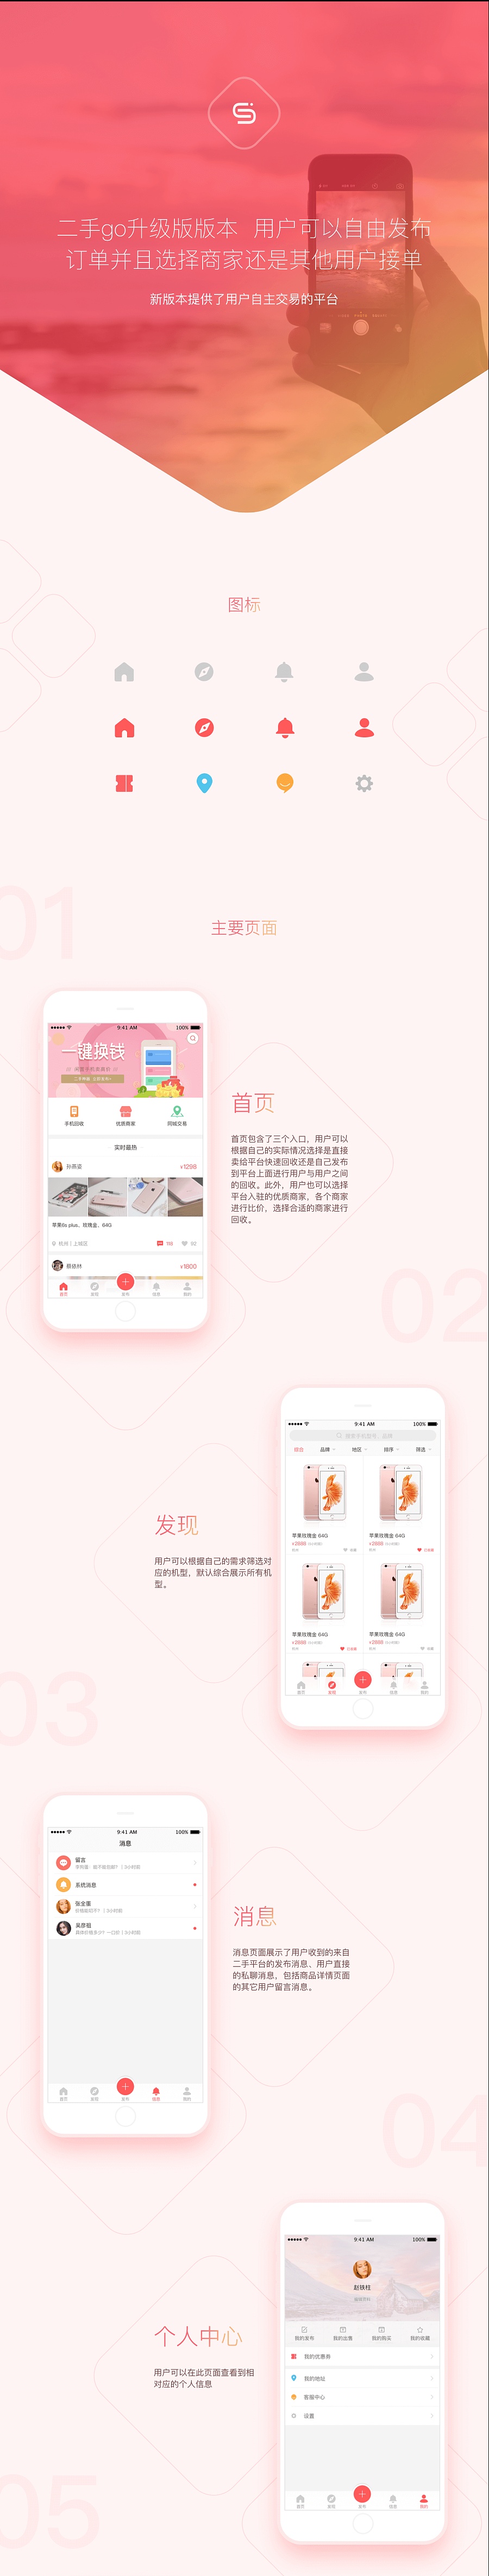 二手go升级版版本 用户可以自由发布
订单并且选择商家还是其他用户接单
新版本提供了用户自主交易的平台
图标
01
主要页面
9:41 AM 100%
一键换钱
手机回收 优质商家 同城交易
实时最热
孙燕姿 ¥1298
苹果6s plus，玫瑰金，64G
杭州 | 上城区
蔡依林 ¥1800
首页 发现 发布 消息 我的
首页
首页包含了三个入口，用户可以
根据自己的实际情况选择是直接
卖给平台快速回收还是自己发布
到平台上面进行用户与用户之间
的回收。此外，用户也可以选择
平台入驻的优质商家，各个商家
进行比价，选择合适的商家进行
回收。
02
9:41 AM 100%
搜索手机型号、品牌
综合 品牌 地区 排序 筛选
苹果玫瑰金 64G 苹果玫瑰金 64G
¥2888 ¥2888
苹果玫瑰金 64G 苹果玫瑰金 64G
¥2888 ¥2888
首页 发现 发布 消息 我的
发现
用户可以根据自己的需求筛选对
应的机型，默认综合展示所有机
型。
03
9:41 AM 100%
消息
留言
系统消息
张全蛋
吴彦祖
首页 发现 发布 消息 我的
消息
消息页面展示了用户收到的来自
二手平台的发布消息、用户直接
的私聊消息，包括商品详情页面
的其它用户留言消息。
04
9:41 AM 100%
赵铁柱
我的发布 我的出售 我的购买 我的收藏
我的优惠券
我的地址
客服中心
设置
首页 发现 发布 消息 我的
个人中心
用户可以在此页面查看到相
对应的个人信息
05